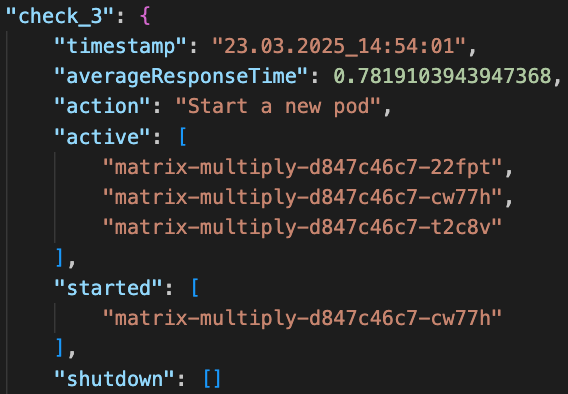 "check_3": {
"timestamp": "23.03.2025_14:54:01",
"averageResponseTime": 0.7819103943947368,
"action": "Start a new pod",
"active": [
"matrix-multiply-d847c46c7-22fpt",
"matrix-multiply-d847c46c7-cw77h",
"matrix-multiply-d847c46c7-t2c8v"
],
"started": [
"matrix-multiply-d847c46c7-cw77h"
],
"shutdown": []